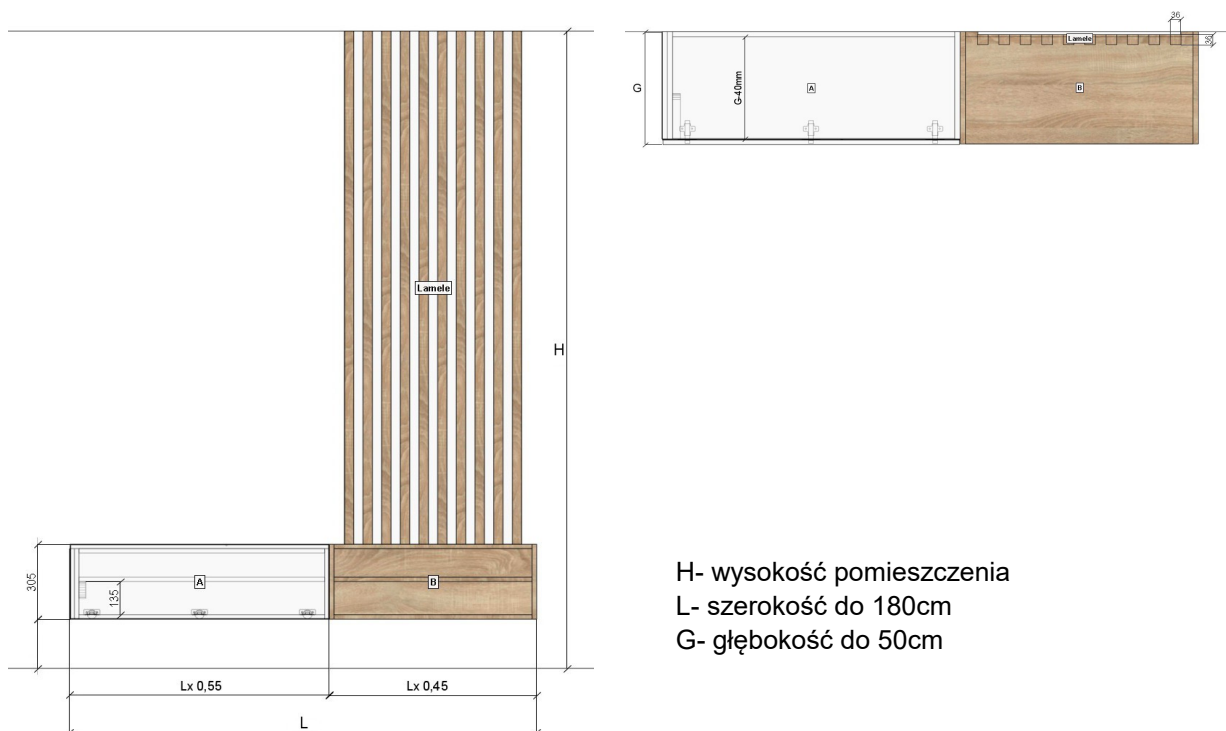 Lamele
H
A
B
305
135
Lx 0,55
Lx 0,45
L
36
Lamele
36
G
G-40mm
A
B
H- wysokość pomieszczenia
L- szerokość do 180cm
G- głębokość do 50cm